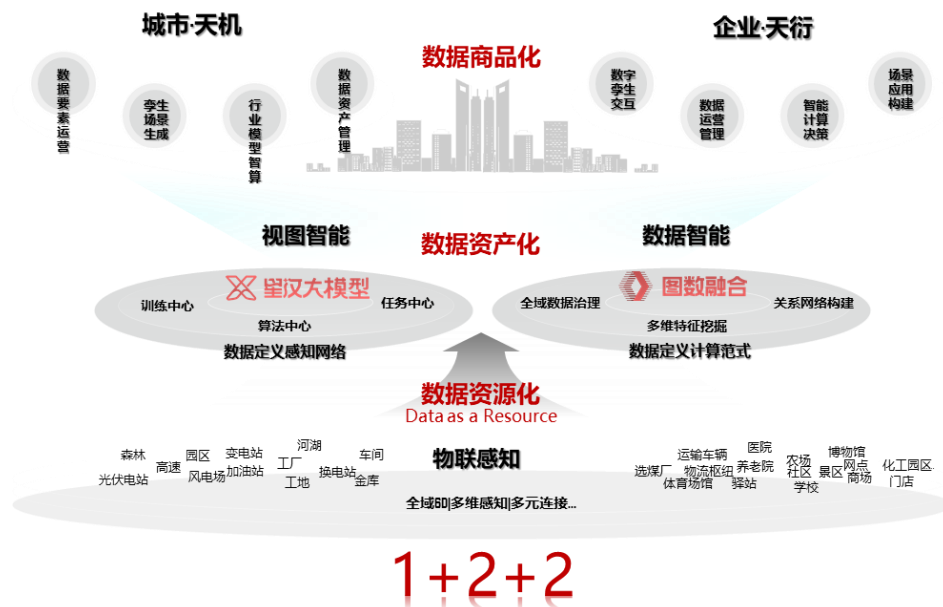 城市·天机
企业·天衍
数据商品化
数据要素运营
孪生场景生成
行业模型智算
数据资产管理
数字孪生交互
数据运营管理
智能计算决策
场景应用构建
视图智能
数据资产化
数据智能
星汉大模型
训练中心
任务中心
算法中心
数据定义感知网络
图数融合
全域数据治理
关系网络构建
多维特征挖掘
数据定义计算范式
数据资源化
Data as a Resource
物联感知
森林
园区
变电站
河湖
车间
高速
工厂
光伏电站
风电场
加油站
换电站
工地
金库
运输车辆
医院
博物馆
选煤厂
物流枢纽
养老院
农场
社区
景区
网点
化工园区
体育场馆
驿站
学校
商场
门店
全域6D|多维感知|多元连接...
1+2+2